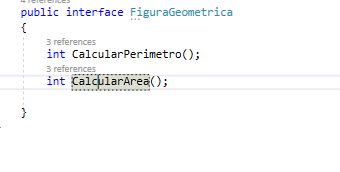 4 references
public interface FiguraGeometrica
{
3 references
int CalcularPerimetro();
3 references
int CalcularArea();
}